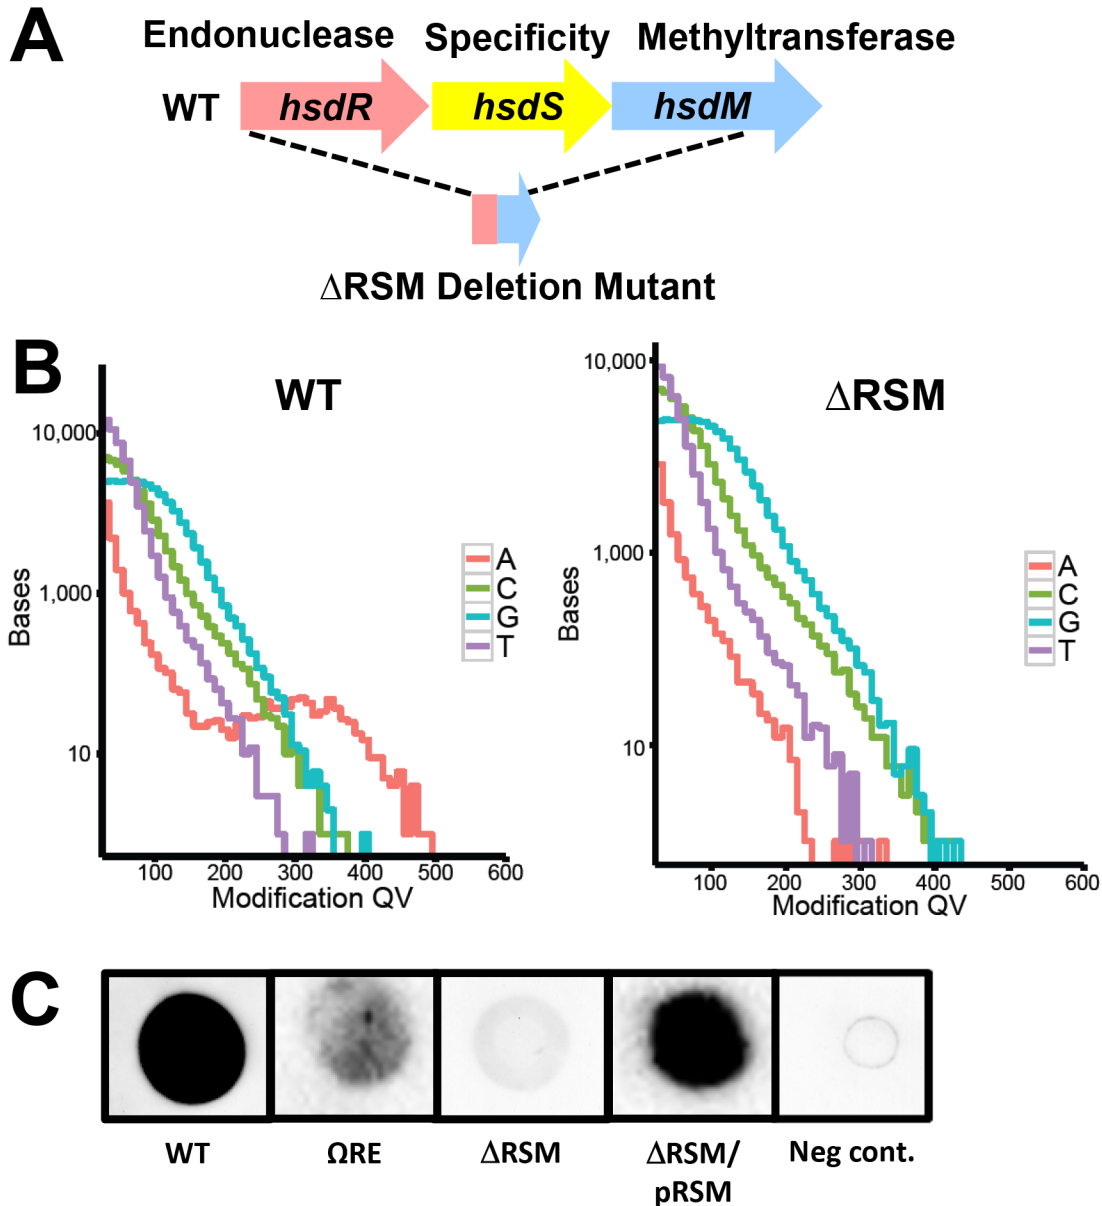 A
Endonuclease Specificity Methyltransferase
WT hsdR hsdS hsdM
ΔRSM Deletion Mutant
B
WT
10,000
1,000
10
Bases
A
C
G
T
100 200 300 400 500 600
Modification QV
ΔRSM
10,000
1,000
10
Bases
A
C
G
T
100 200 300 400 500 600
Modification QV
C
WT ΩRE ΔRSM ΔRSM/ Neg cont.
pRSM